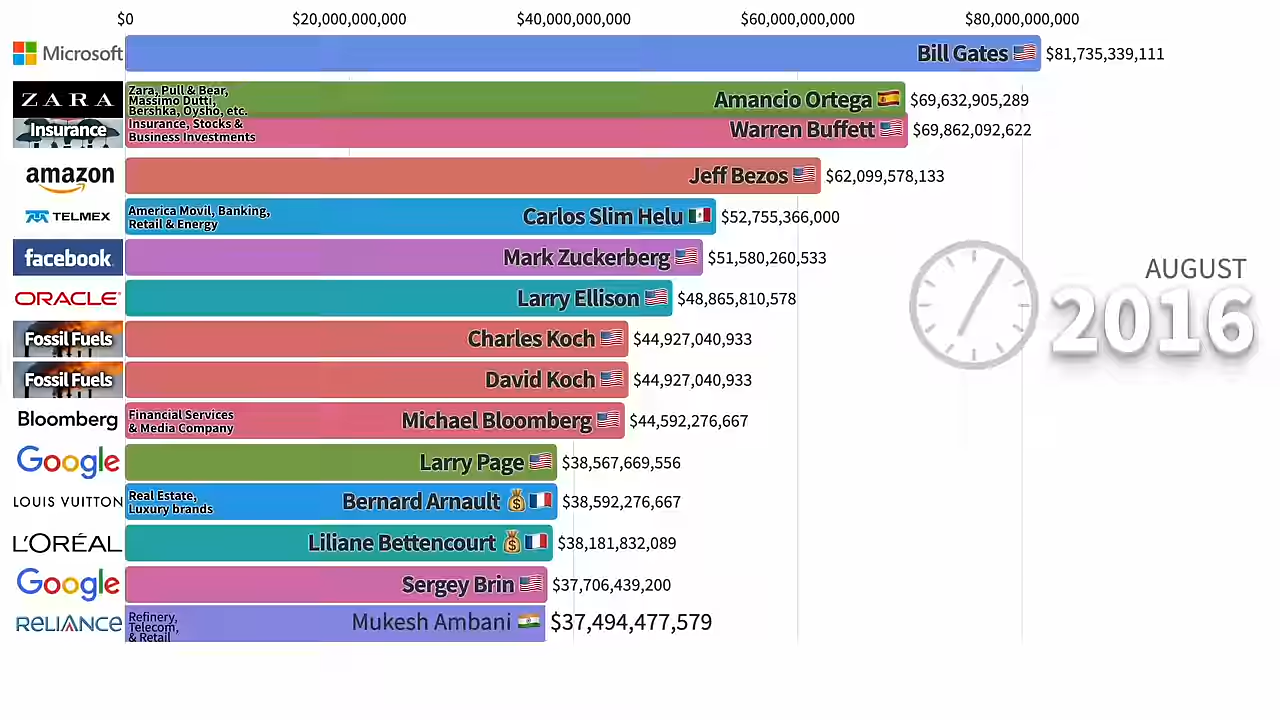 $0 $20,000,000,000 $40,000,000,000 $60,000,000,000 $80,000,000,000
Microsoft Bill Gates $81,735,339,111
ZARA Zara, Pull & Bear,
Massimo Dutti,
Bershka, Oysho, etc.
Amancio Ortega $69,632,905,289
Insurance Insurance, Stocks &
Business Investments
Warren Buffett $69,862,092,622
amazon Jeff Bezos $62,099,578,133
TELMEX America Movil, Banking,
Retail & Energy
Carlos Slim Helu $52,755,366,000
facebook Mark Zuckerberg $51,580,260,533
AUGUST
2016
ORACLE Larry Ellison $48,865,810,578
Fossil Fuels Charles Koch $44,927,040,933
Fossil Fuels David Koch $44,927,040,933
Bloomberg Financial Services
& Media Company
Michael Bloomberg $44,592,276,667
Google Larry Page $38,567,669,556
LOUIS VUITTON Real Estate,
Luxury brands
Bernard Arnault $38,592,276,667
L'ORÉAL Liliane Bettencourt $38,181,832,089
Google Sergey Brin $37,706,439,200
RELIANCE Refinery,
Telecom,
& Retail
Mukesh Ambani $37,494,477,579